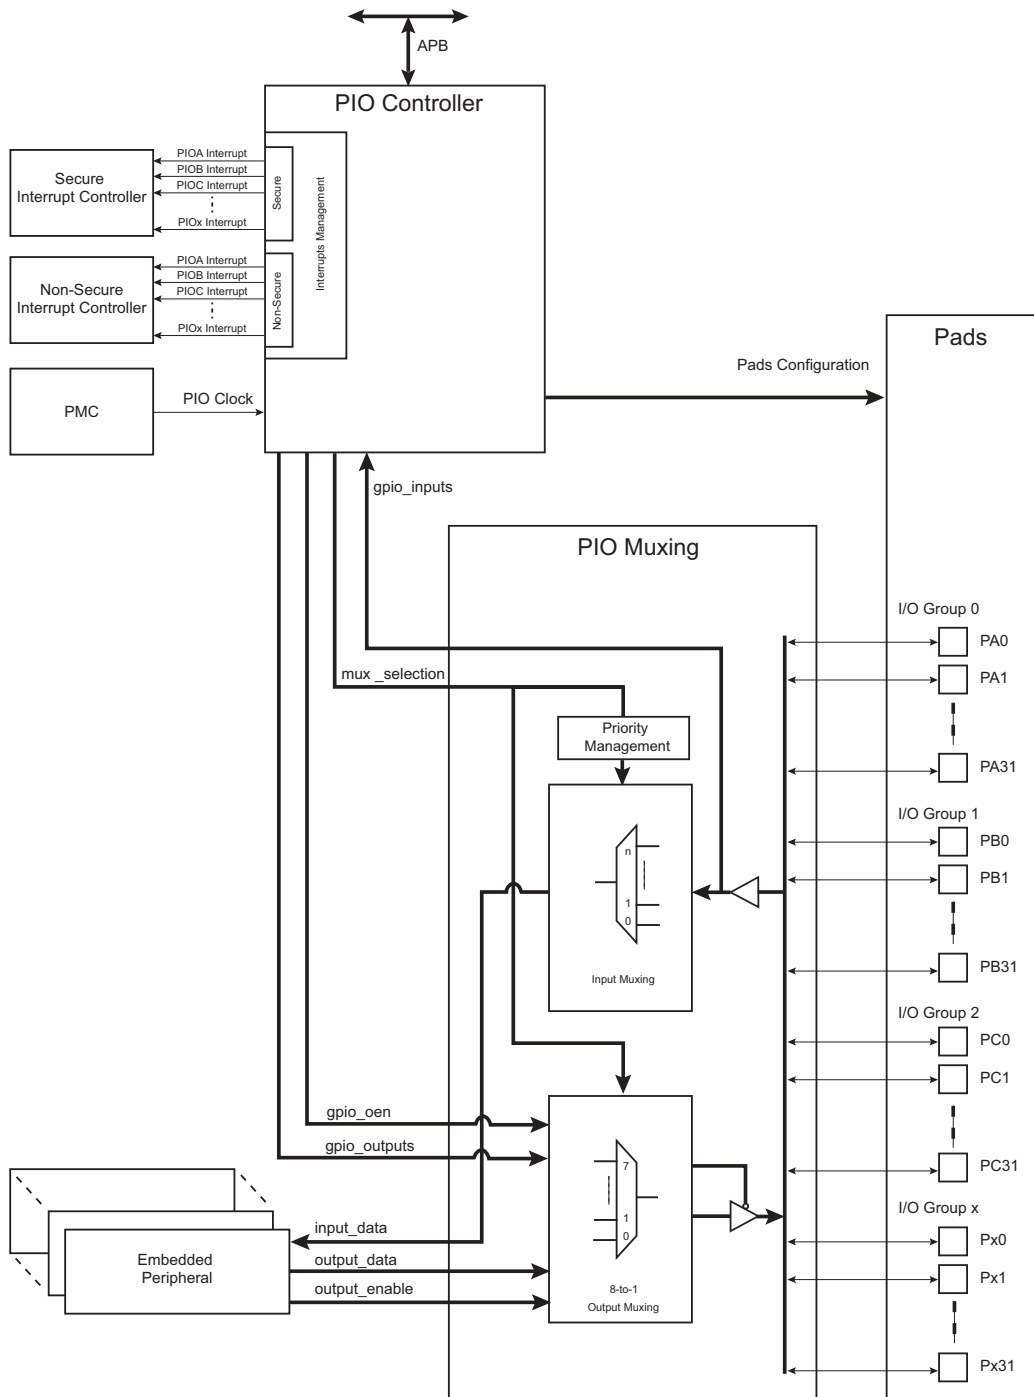 APB
PIO Controller
PIOA Interrupt
PIOB Interrupt
PIOC Interrupt
PIOx Interrupt
Secure
Interrupt Controller
Secure
Interrupts Management
PIOA Interrupt
PIOB Interrupt
PIOC Interrupt
PIOx Interrupt
Non-Secure
Interrupt Controller
Non-Secure
PMC
PIO Clock
Pads Configuration
Pads
gpio_inputs
PIO Muxing
mux _selection
Priority
Management
n
1
0
Input Muxing
I/O Group 0
PA0
PA1
PA31
I/O Group 1
PB0
PB1
PB31
I/O Group 2
PC0
PC1
PC31
I/O Group x
Px0
Px1
Px31
gpio_oen
gpio_outputs
7
1
0
8-to-1
Output Muxing
input_data
output_data
output_enable
Embedded
Peripheral